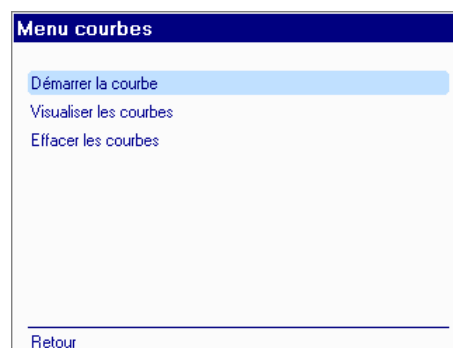 Menu courbes
Démarrer la courbe
Visualiser les courbes
Effacer les courbes
Retour